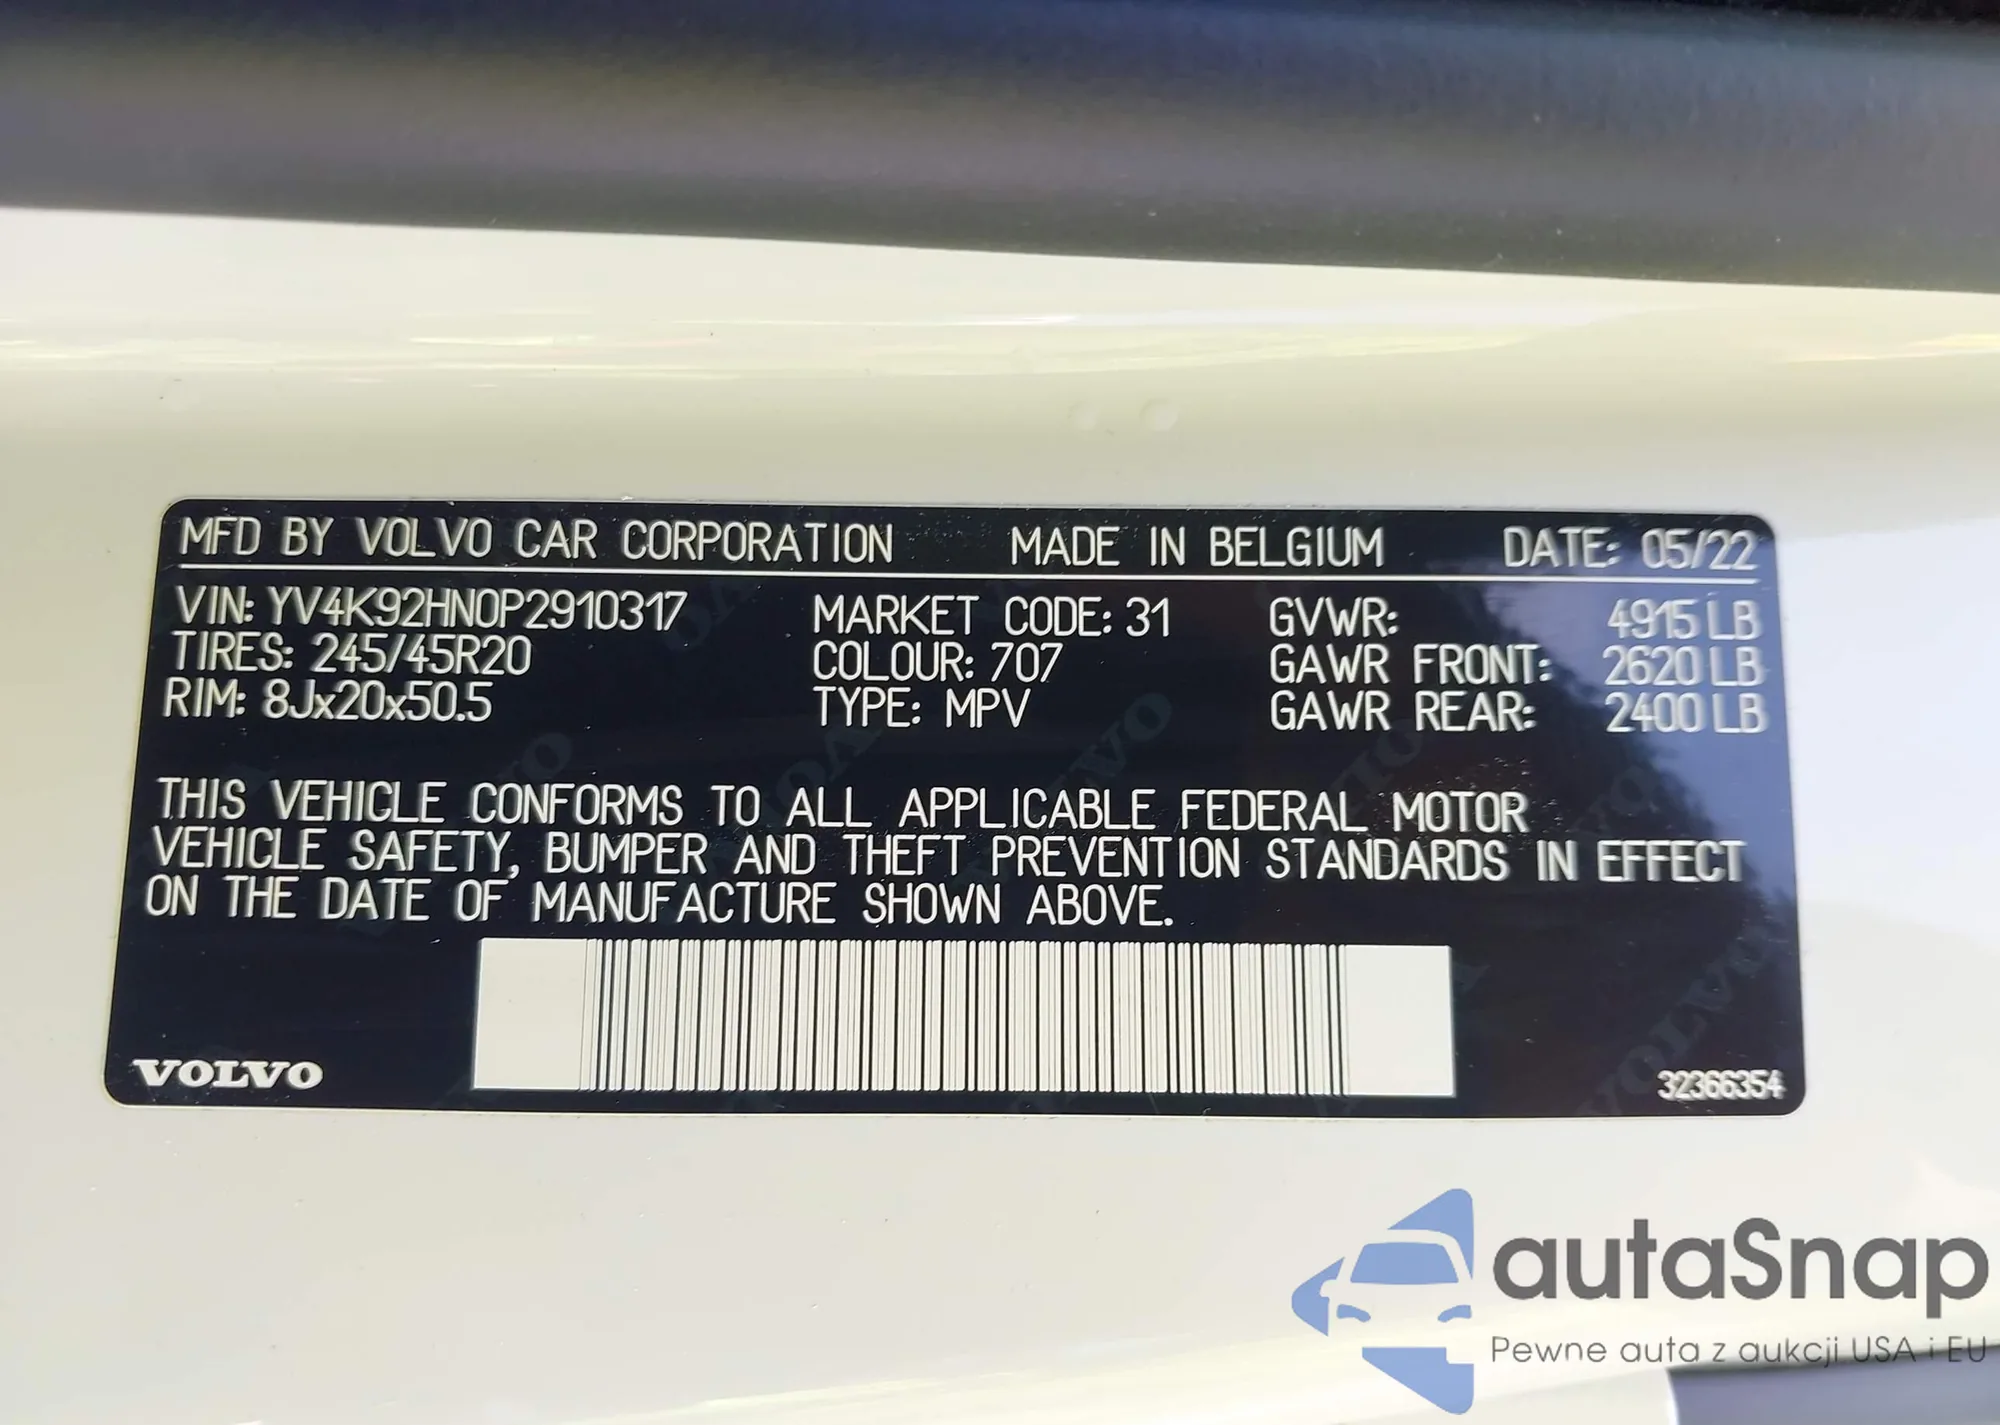 MFD BY VOLVO CAR CORPORATION MADE IN BELGIUM DATE: 05/22
VIN: YV4K92HN0P2910317 MARKET CODE: 31 GVWR: 4915 LB
TIRES: 245/45R20 COLOUR: 707 GAWR FRONT: 2620 LB
RIM: 8Jx20x50.5 TYPE: MPV GAWR REAR: 2400 LB
THIS VEHICLE CONFORMS TO ALL APPLICABLE FEDERAL MOTOR
VEHICLE SAFETY, BUMPER AND THEFT PREVENTION STANDARDS IN EFFECT
ON THE DATE OF MANUFACTURE SHOWN ABOVE.
VOLVO 32366354
autaSnap
Pewne auta z aukcji USA i EU